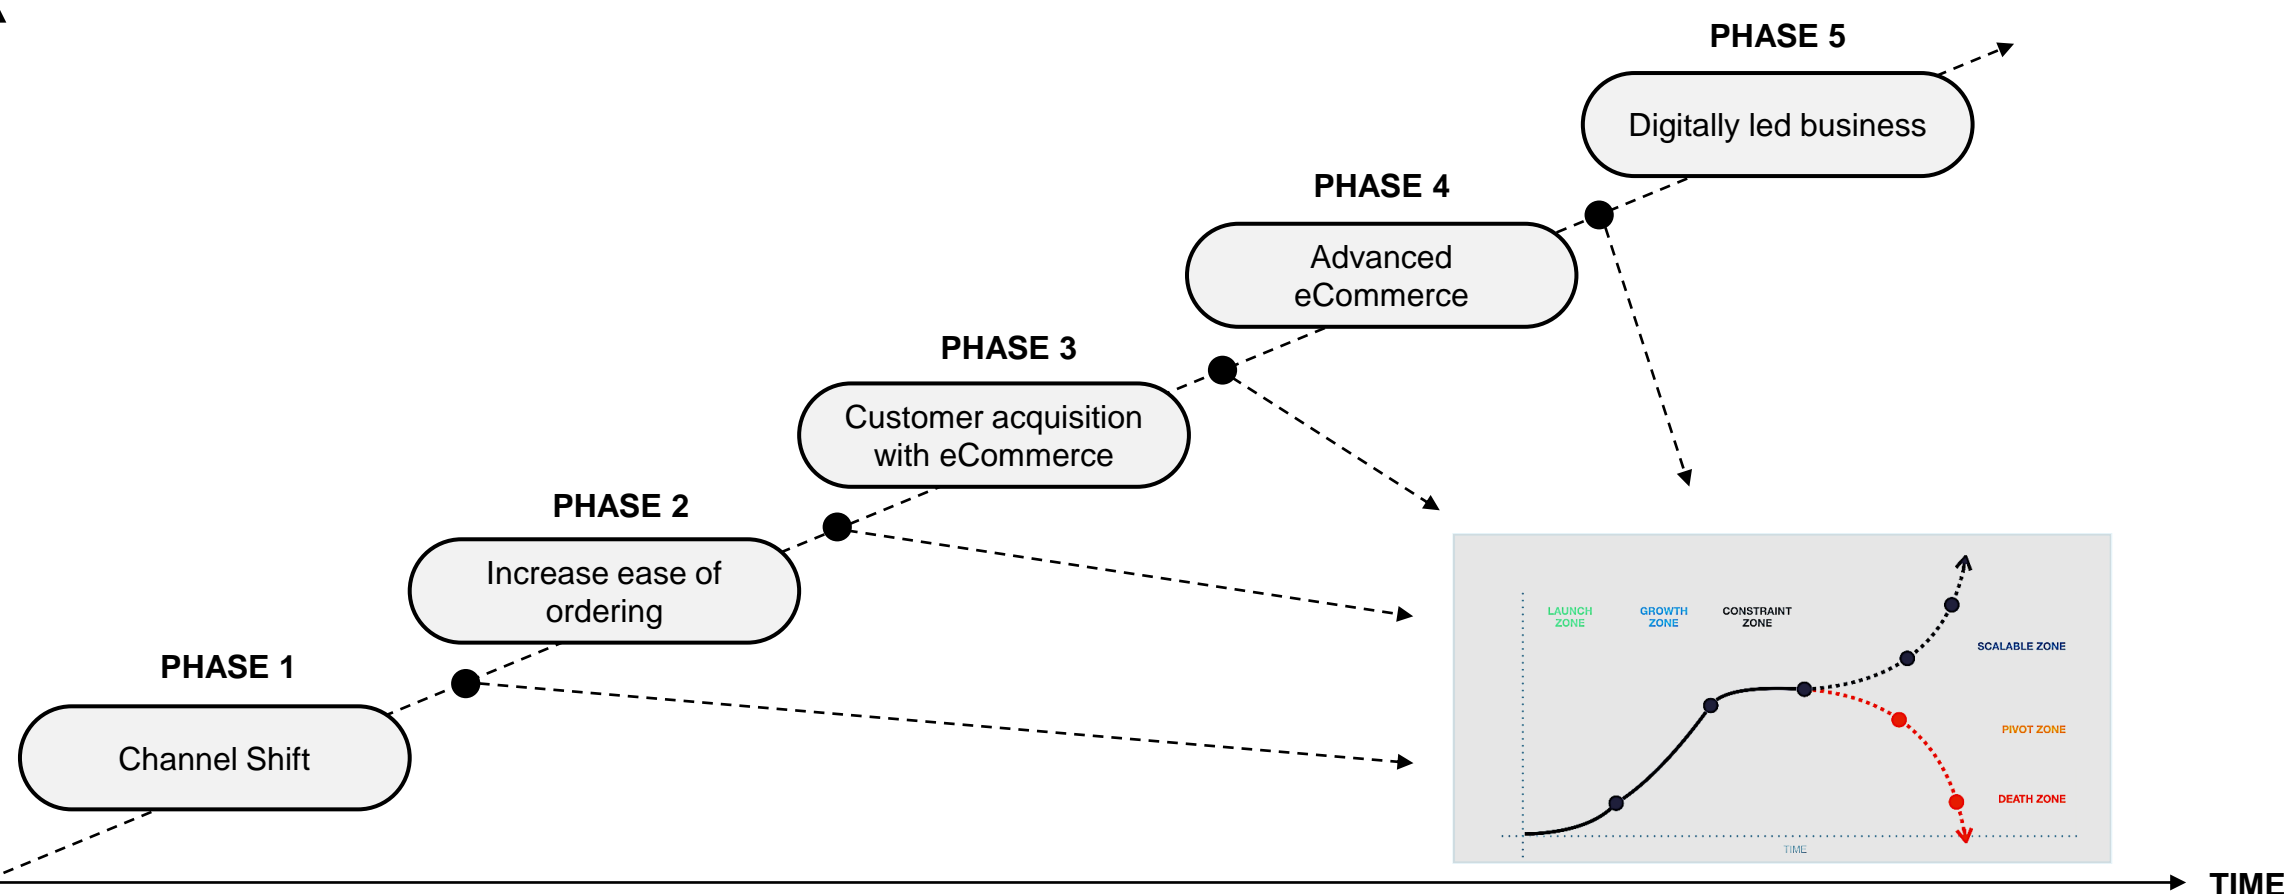 PHASE 5
Digitally led business
PHASE 4
Advanced
eCommerce
PHASE 3
Customer acquisition
with eCommerce
PHASE 2
Increase ease of
ordering
PHASE 1
Channel Shift
LAUNCH
ZONE
GROWTH
ZONE
CONSTRAINT
ZONE
SCALABLE ZONE
PIVOT ZONE
DEATH ZONE
TIME
TIME